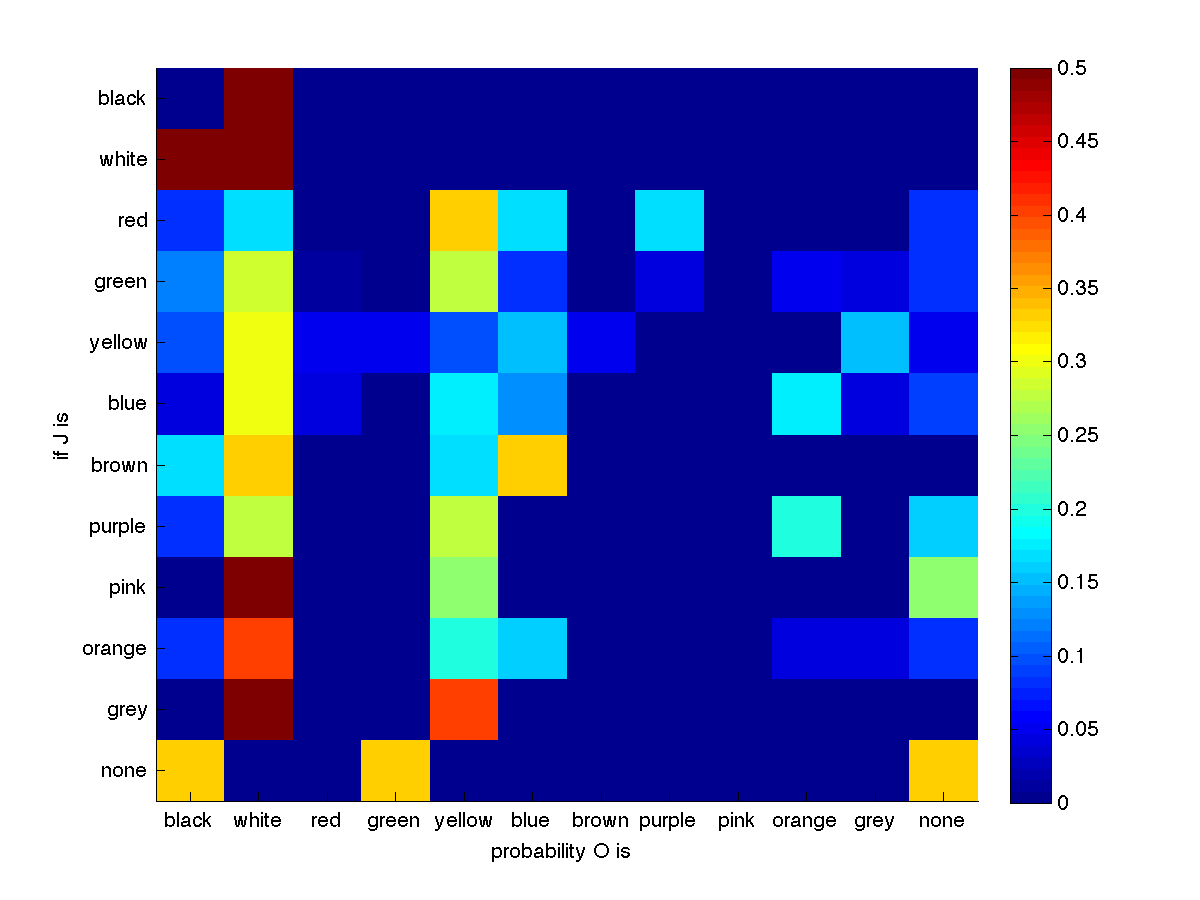 black
white
red
green
yellow
blue
brown
purple
pink
orange
grey
none
if J is
black white red green yellow blue brown purple pink orange grey none
probability O is
0.5
0.45
0.4
0.35
0.3
0.25
0.2
0.15
0.1
0.05
0